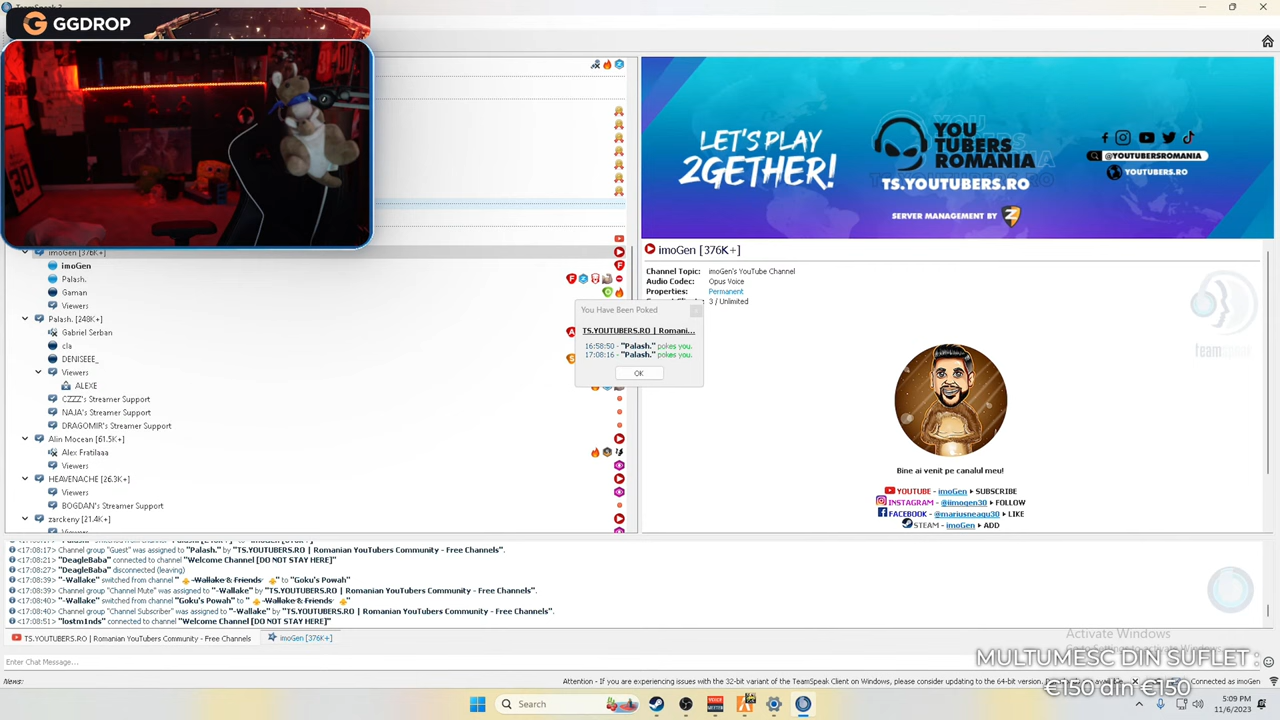 TeamSpeak 3
GGDROP
imoGen [376K+]
imoGen
Palash.
Gaman
Viewers
Palash. [248K+]
Gabriel Serban
cla
DENISEEE_
Viewers
ALEXE
CZZZ's Streamer Support
NAJA's Streamer Support
DRAGOMIR's Streamer Support
Alin Mocean [61.5K+]
Alex Fratilaaa
Viewers
HEAVENACHE [26.3K+]
Viewers
BOGDAN's Streamer Support
zarckeny [21.4K+]
You Have Been Poked
TS.YOUTUBERS.RO | Romani...
16:58:50 - "Palash." pokes you.
17:08:16 - "Palash." pokes you.
OK
LET'S PLAY
2GETHER!
YOU
TUBERS
ROMANIA
TS.YOUTUBERS.RO
@YOUTUBERSROMANIA
YOUTUBERS.RO
SERVER MANAGEMENT BY
imoGen [376K+]
Channel Topic: imoGen's YouTube Channel
Audio Codec: Opus Voice
Properties: Permanent
3 / Unlimited
teamspeak
Bine ai venit pe canalul meu!
YOUTUBE - imoGen ▸ SUBSCRIBE
INSTAGRAM - @iimogen30 ▸ FOLLOW
FACEBOOK - @mariusneagu30 ▸ LIKE
STEAM - imoGen ▸ ADD
<17:08:17> Channel group "Guest" was assigned to "Palash." by "TS.YOUTUBERS.RO | Romanian YouTubers Community - Free Channels".
<17:08:21> "DeagleBaba" connected to channel "Welcome Channel [DO NOT STAY HERE]"
<17:08:27> "DeagleBaba" disconnected (leaving)
<17:08:39> "-Wallake" switched from channel " Wallake & Friends " to "Goku's Powah"
<17:08:39> Channel group "Channel Mute" was assigned to "-Wallake" by "TS.YOUTUBERS.RO | Romanian YouTubers Community - Free Channels".
<17:08:40> "-Wallake" switched from channel "Goku's Powah" to " Wallake & Friends "
<17:08:40> Channel group "Channel Subscriber" was assigned to "-Wallake" by "TS.YOUTUBERS.RO | Romanian YouTubers Community - Free Channels".
<17:08:51> "lostm1nds" connected to channel "Welcome Channel [DO NOT STAY HERE]"
TS.YOUTUBERS.RO | Romanian YouTubers Community - Free Channels
imoGen [376K+]
Enter Chat Message...
Activate Windows
MULTUMESC DIN SUFLET :
€150 din €150
News:
Attention - If you are experiencing issues with the 32-bit variant of the TeamSpeak Client on Windows, please consider updating to the 64-bit version.
Connected as imoGen
Search
5:09 PM
11/6/2023